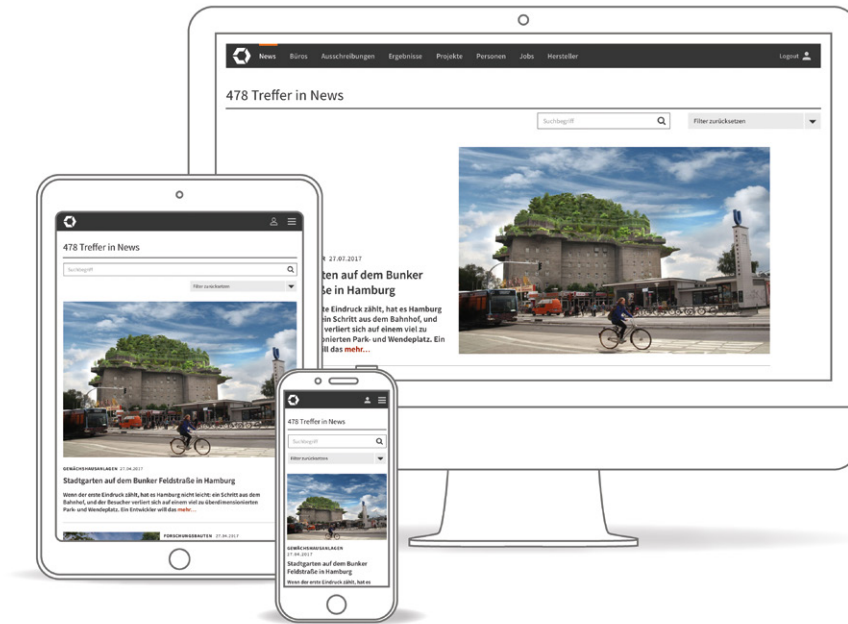 News Büros Ausschreibungen Ergebnisse Projekte Personen Jobs Hersteller Logout
478 Treffer in News
Suchbegriff Filter zurücksetzen
R 27.07.2017
ten auf dem Bunker
ße in Hamburg
te Eindruck zählt, hat es Hamburg
ein Schritt aus dem Bahnhof, und
verliert sich auf einem viel zu
onierten Park- und Wendeplatz. Ein
will das mehr...
478 Treffer in News
Suchbegriff
Filter zurücksetzen
GEWÄCHSHAUSANLAGEN 27.04.2017
Stadtgarten auf dem Bunker Feldstraße in Hamburg
Wenn der erste Eindruck zählt, hat es Hamburg nicht leicht: ein Schritt aus dem
Bahnhof, und der Besucher verliert sich auf einem viel zu überdimensionierten
Park- und Wendeplatz. Ein Entwickler will das mehr...
FORSCHUNGSBAUTEN 27.04.2017
478 Treffer in News
Suchbegriff
Filter zurücksetzen
GEWÄCHSHAUSANLAGEN
27.04.2017
Stadtgarten auf dem Bunker
Feldstraße in Hamburg
Wenn der erste Eindruck zählt, hat es